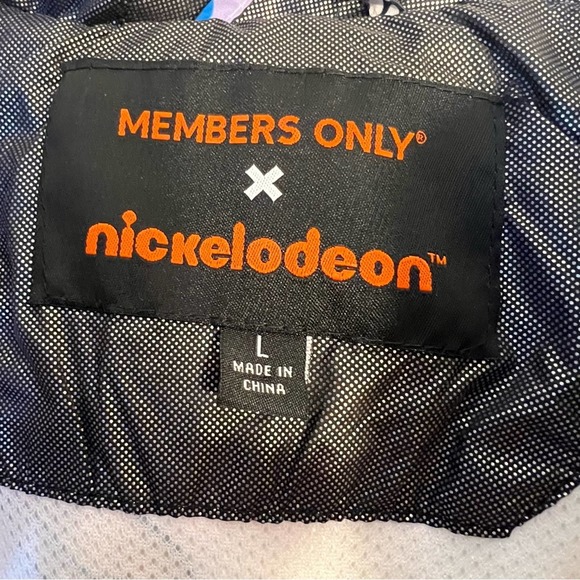 MEMBERS ONLY®
×
nickelodeon™
L
MADE IN
CHINA